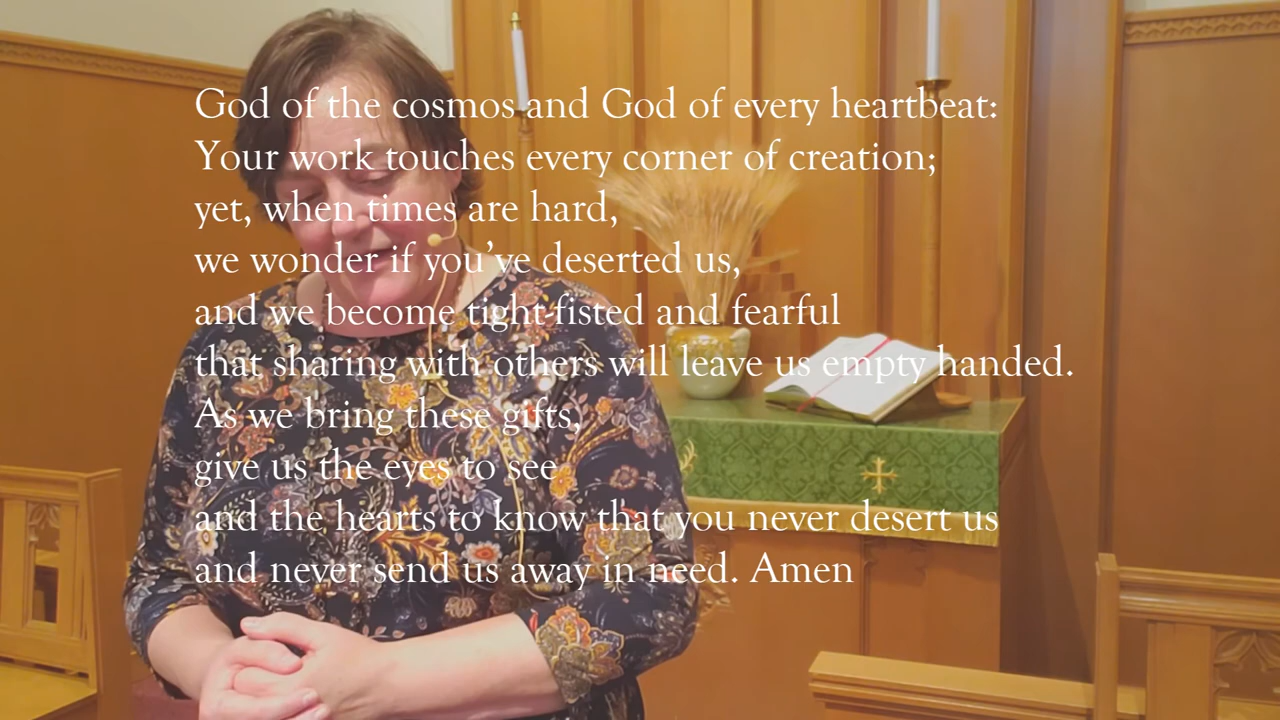 God of the cosmos and God of every heartbeat:
Your work touches every corner of creation;
yet, when times are hard,
we wonder if you’ve deserted us,
and we become tight-fisted and fearful
that sharing with others will leave us empty handed.
As we bring these gifts,
give us the eyes to see
and the hearts to know that you never desert us
and never send us away in need. Amen